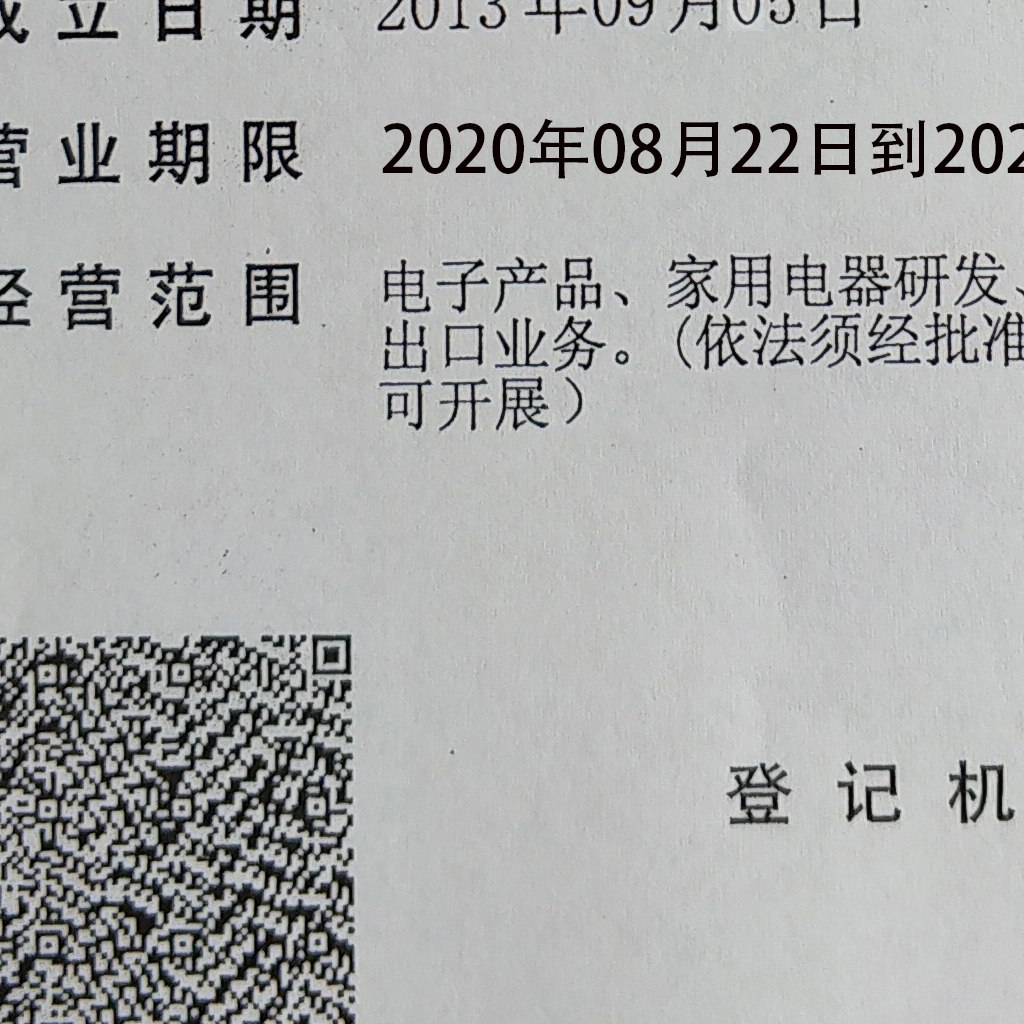 成立日期 2013年09月05日
营业期限 2020年08月22日到202
经营范围 电子产品、家用电器研发、
出口业务。(依法须经批准
可开展)
登记机